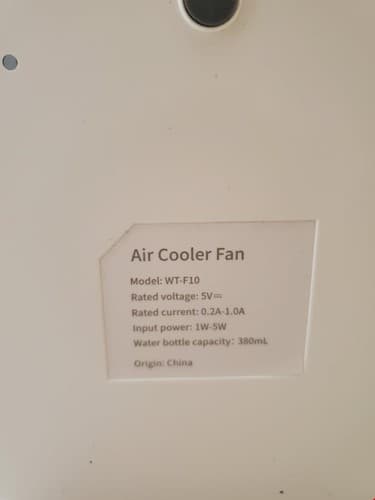 Air Cooler Fan
Model: WT-F10
Rated voltage: 5V⎓
Rated current: 0.2A-1.0A
Input power: 1W-5W
Water bottle capacity: 380mL
Origin: China